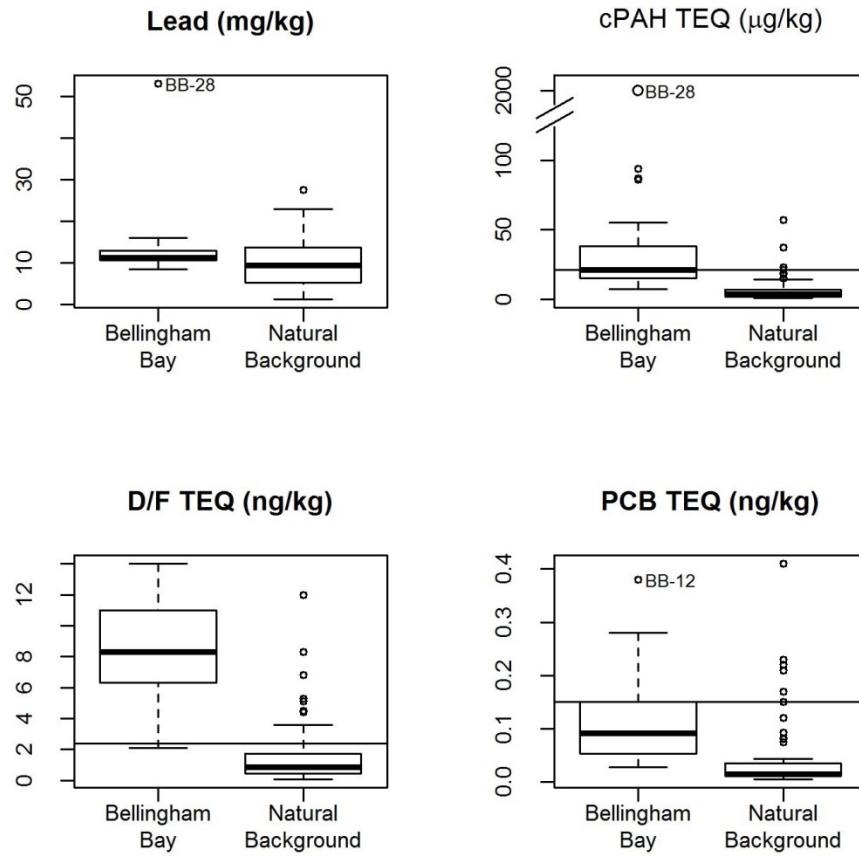 Lead (mg/kg)
50
30
10
0
BB-28
Bellingham
Bay
Natural
Background
cPAH TEQ (μg/kg)
2000
100
50
0
BB-28
Bellingham
Bay
Natural
Background
D/F TEQ (ng/kg)
12
8
6
4
2
0
Bellingham
Bay
Natural
Background
PCB TEQ (ng/kg)
0.4
0.3
0.2
0.1
0.0
BB-12
Bellingham
Bay
Natural
Background